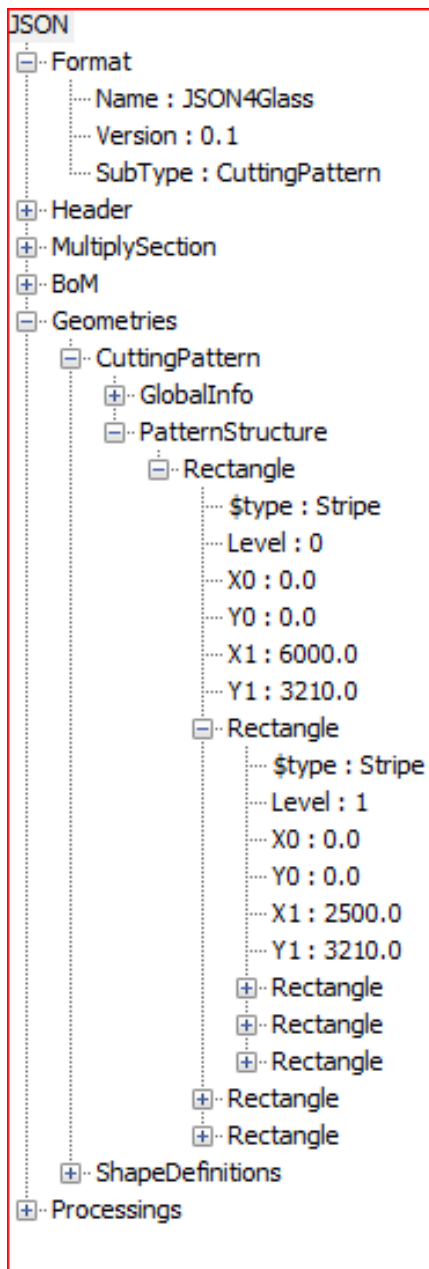 JSON
Format
Name : JSON4Glass
Version : 0.1
SubType : CuttingPattern
Header
MultiplySection
BoM
Geometries
CuttingPattern
GlobalInfo
PatternStructure
Rectangle
$type : Stripe
Level : 0
X0 : 0.0
Y0 : 0.0
X1 : 6000.0
Y1 : 3210.0
Rectangle
$type : Stripe
Level : 1
X0 : 0.0
Y0 : 0.0
X1 : 2500.0
Y1 : 3210.0
Rectangle
Rectangle
Rectangle
Rectangle
Rectangle
ShapeDefinitions
Processings